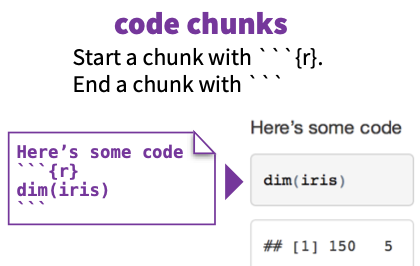 code chunks
Start a chunk with ```{r}.
End a chunk with ```
Here’s some code
```{r}
dim(iris)
```
Here’s some code
dim(iris)
## [1] 150   5